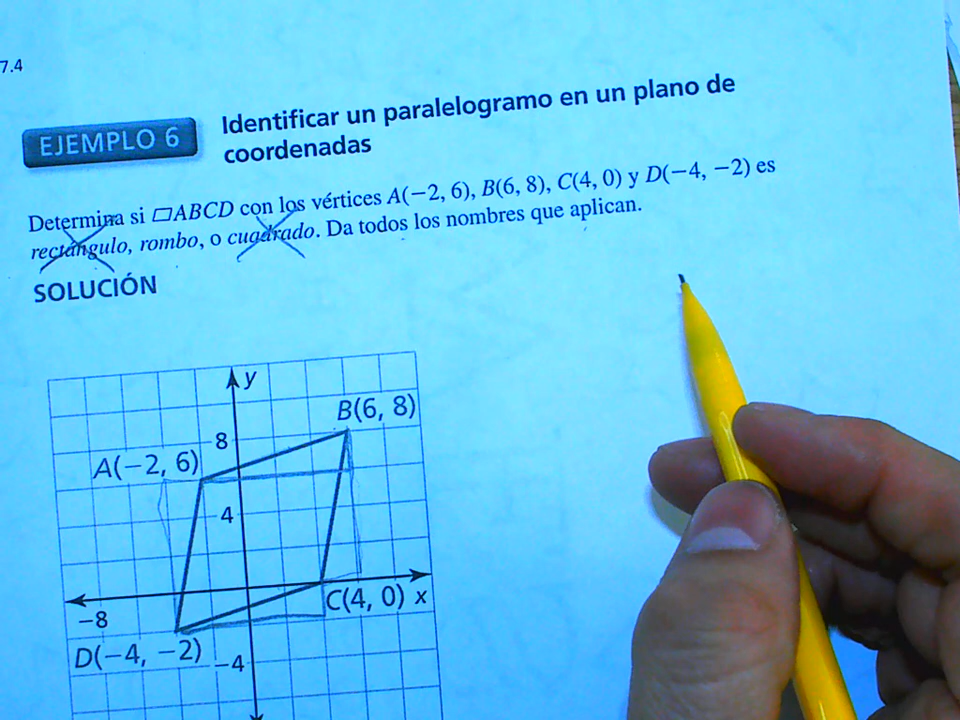 7.4
EJEMPLO 6
Identificar un paralelogramo en un plano de
coordenadas
Determina si ▱ABCD con los vértices A(−2, 6), B(6, 8), C(4, 0) y D(−4, −2) es
rectángulo, rombo, o cuadrado. Da todos los nombres que aplican.
SOLUCIÓN
y
B(6, 8)
8
A(−2, 6)
4
−8
C(4, 0) x
D(−4, −2)
−4